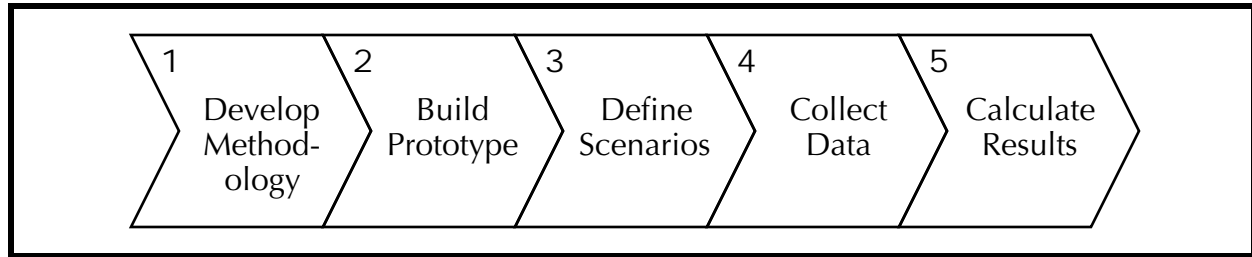 1
Develop
Method-
ology
2
Build
Prototype
3
Define
Scenarios
4
Collect
Data
5
Calculate
Results